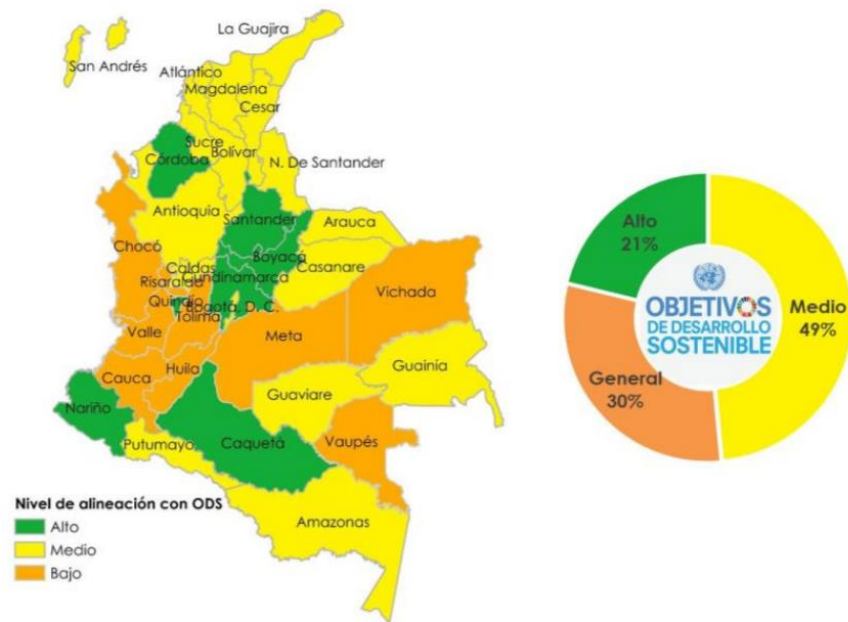 La Guajira
San Andrés
Atlántico
Magdalena
Cesar
Sucre
Córdoba
Bolívar
N. De Santander
Antioquia
Santander
Arauca
Chocó
Boyacá
Caldas
Casanare
Cundinamarca
Risaralda
Vichada
Quindío
Bogotá, D. C.
Tolima
Valle
Meta
Guainía
Huila
Cauca
Guaviare
Nariño
Caquetá
Vaupés
Putumayo
Amazonas
Nivel de alineación con ODS
Alto
Medio
Bajo
Alto
21%
OBJETIVOS
DE DESARROLLO
SOSTENIBLE
Medio
49%
General
30%